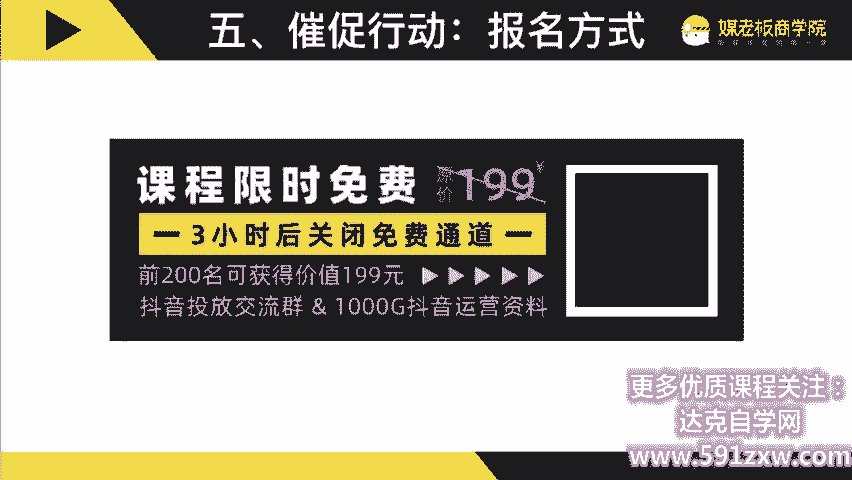 五、催促行动：报名方式
媒老板商学院
课程限时免费 原价199¥
3小时后关闭免费通道
前200名可获得价值199元
抖音投放交流群 & 1000G抖音运营资料
更多优质课程关注：
达克自学网
www.591zxw.com